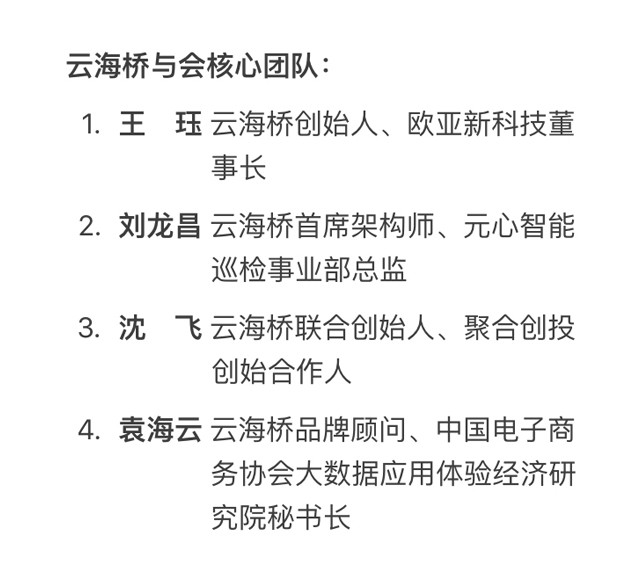 云海桥与会核心团队：
1. 王　珏 云海桥创始人、欧亚新科技董
事长
2. 刘龙昌 云海桥首席架构师、元心智能
巡检事业部总监
3. 沈　飞 云海桥联合创始人、聚合创投
创始合作人
4. 袁海云 云海桥品牌顾问、中国电子商
务协会大数据应用体验经济研
究院秘书长